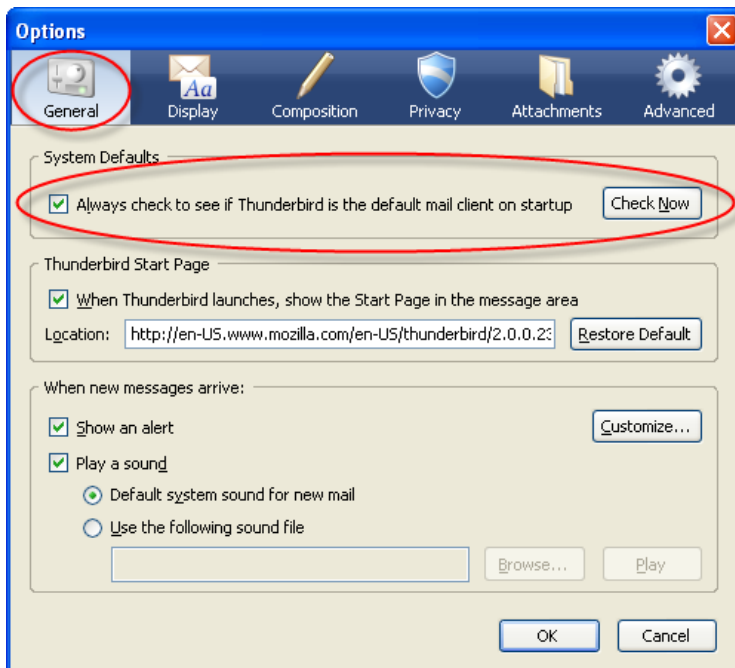 Options
General Display Composition Privacy Attachments Advanced
System Defaults
Always check to see if Thunderbird is the default mail client on startup Check Now
Thunderbird Start Page
When Thunderbird launches, show the Start Page in the message area
Location: http://en-US.www.mozilla.com/en-US/thunderbird/2.0.0.23 Restore Default
When new messages arrive:
Show an alert Customize...
Play a sound
Default system sound for new mail
Use the following sound file
Browse... Play
OK Cancel